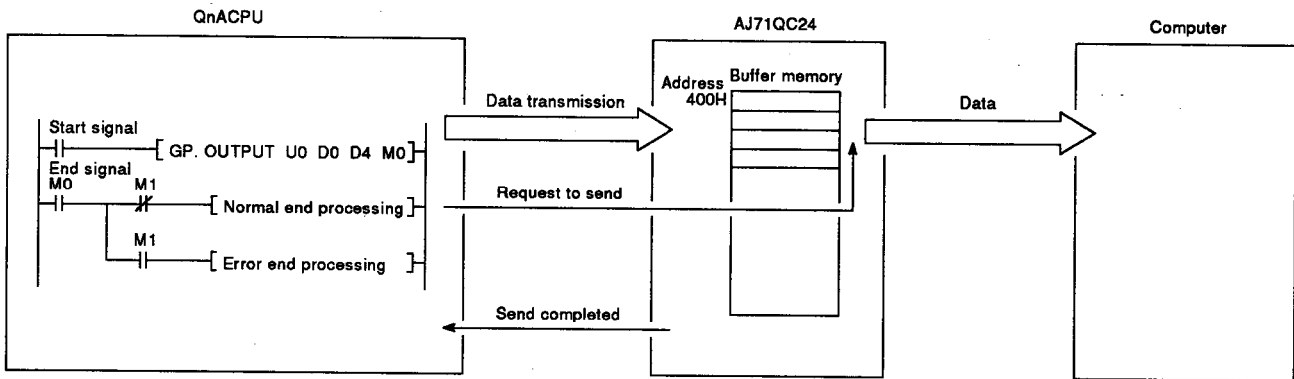 QnACPU
AJ71QC24
Computer
Address
400H
Buffer memory
Data transmission
Data
Start signal
[ GP. OUTPUT U0 D0 D4 M0 ]
End signal
M0
M1
[ Normal end processing ]
Request to send
M1
[ Error end processing ]
Send completed